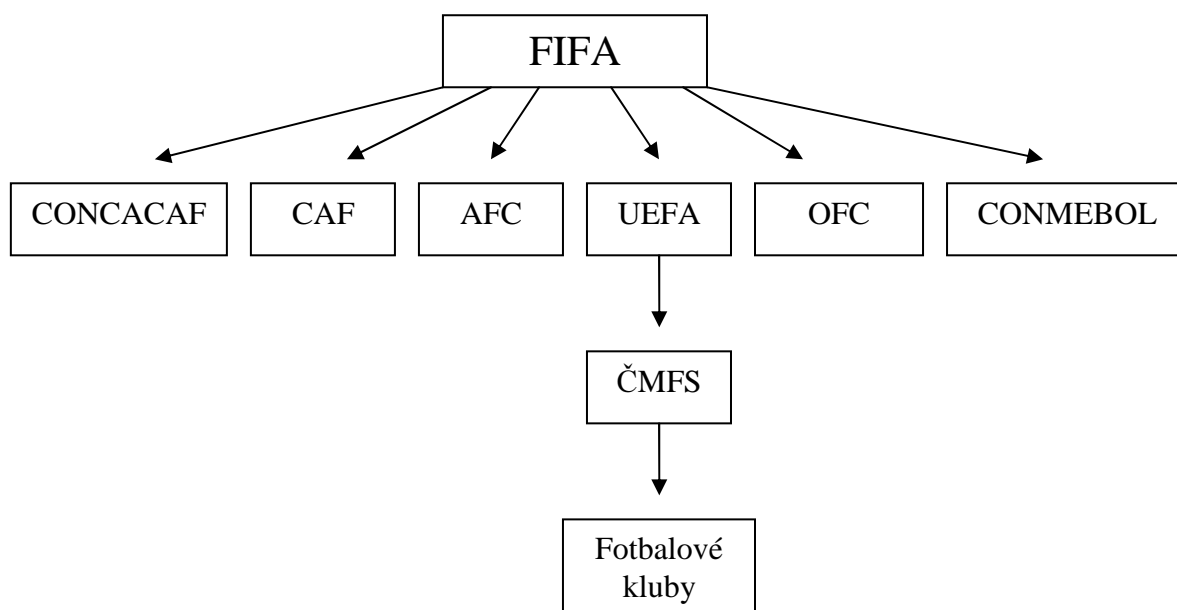 FIFA
CONCACAF
CAF
AFC
UEFA
OFC
CONMEBOL
ČMFS
Fotbalové
kluby